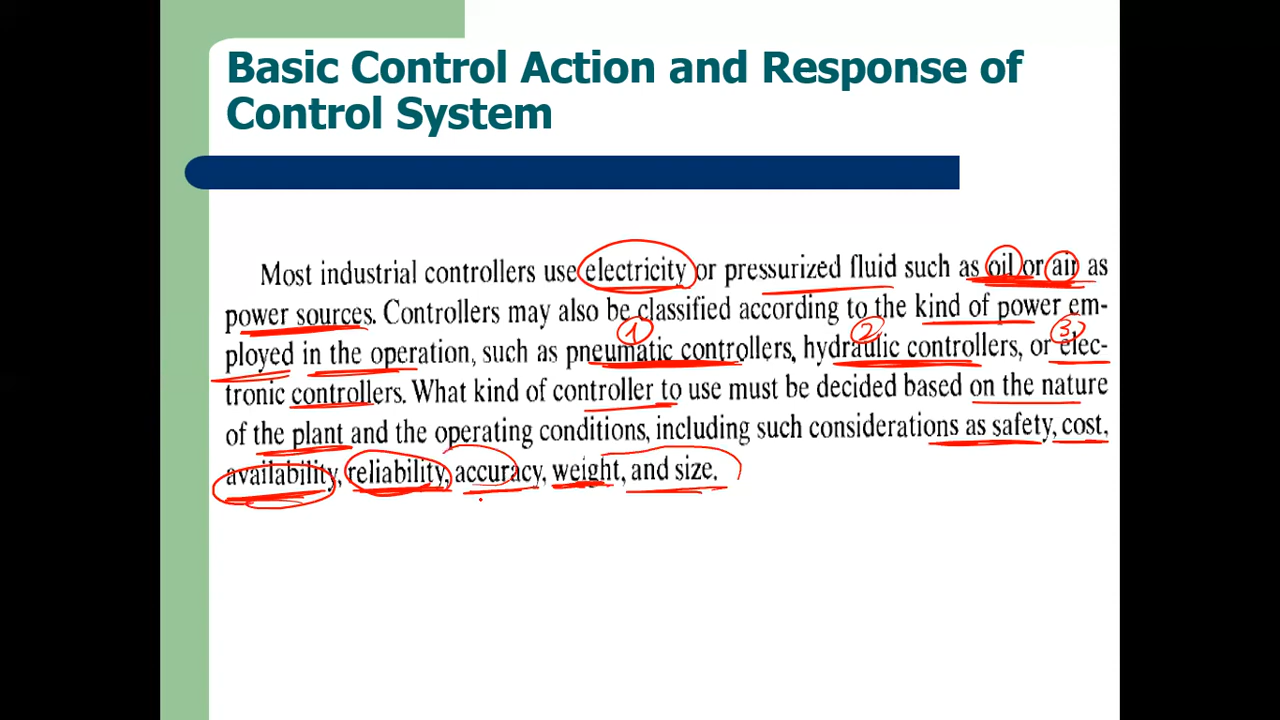 Basic Control Action and Response of
Control System
Most industrial controllers use electricity or pressurized fluid such as oil or air as
power sources. Controllers may also be classified according to the kind of power em-
1 2 3
ployed in the operation, such as pneumatic controllers, hydraulic controllers, or elec-
tronic controllers. What kind of controller to use must be decided based on the nature
of the plant and the operating conditions, including such considerations as safety, cost,
availability, reliability, accuracy, weight, and size.